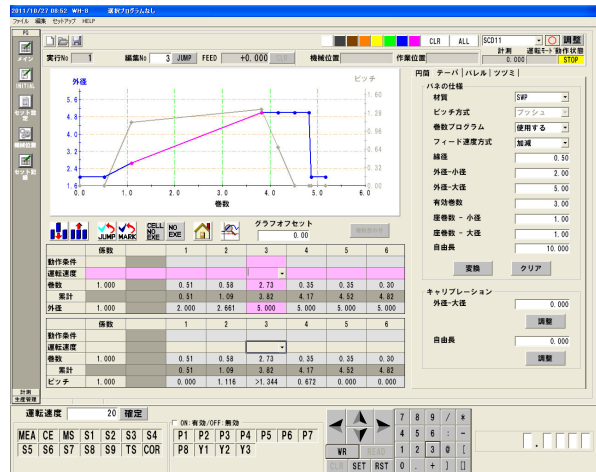 2011/10/27 08:52 WH-8 選択プログラムなし
ファイル 編集 セットアップ HELP
PG
メイン
INITIAL
セット設定
機械位置
計測
生産管理
CLR ALL SCD11 調整
計測 運転モード 動作状態
0.000 STOP
実行No 1 編集No 3 JUMP FEED +0.000 CLR 機械位置 作業位置
外径 ピッチ
5.6
4.8
4.0
3.2
2.4
1.6
1.60
1.28
0.96
0.64
0.32
0.00
0.0 1.0 2.0 3.0 4.0 5.0 6.0
巻数
JUMP MARK CELL NO EXE NO EXE
グラフオフセット
0.00
係数 1 2 3 4 5 6
動作条件
運転速度
巻数 1.000 0.51 0.58 2.73 0.35 0.35 0.30
累計 0.51 1.09 3.82 4.17 4.52 4.82
外径 1.000 2.000 2.661 5.000 5.000 5.000 5.000
係数 1 2 3 4 5 6
動作条件
運転速度
巻数 1.000 0.51 0.58 2.73 0.35 0.35 0.30
累計 0.51 1.09 3.82 4.17 4.52 4.82
ピッチ 1.000 0.000 1.116 >1.344 0.672 0.000 0.000
円筒 テーパ バレル ツヅミ
バネの仕様
材質 SWP
ピッチ方式 プッシュ
巻数プログラム 使用する
フィード速度方式 加減
線径 0.50
外径-小径 2.00
外径-大径 5.00
有効巻数 3.00
座巻数 - 小径 1.00
座巻数 - 大径 1.00
自由長 10.000
変換 クリア
キャリブレーション
外径-大径 0.000
調整
自由長 0.000
調整
運転速度 20 確定
ON:有効/OFF:無効
MEA CE MS S1 S2 S3 S4
S5 S6 S7 S8 S9 TS COR
P1 P2 P3 P4 P5 P6 P7
P8 Y1 Y2 Y3
WR READ
CLR SET RST
7 8 9 / *
4 5 6 : -
1 2 3 0 [
0 . + ] []